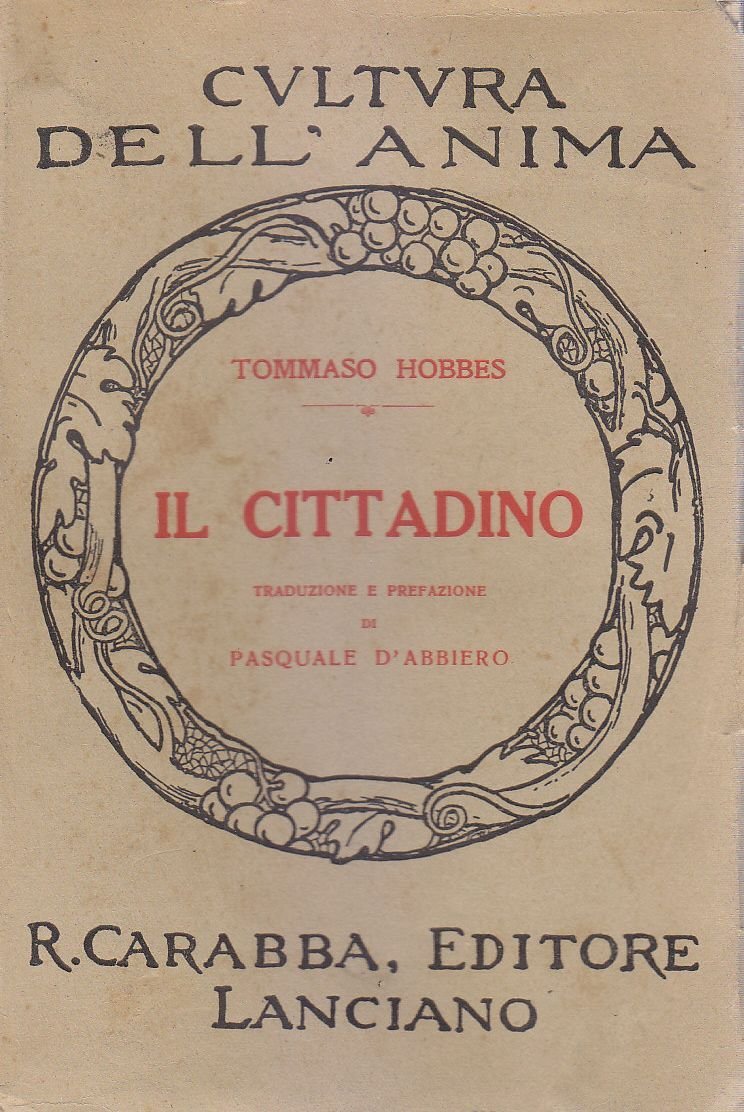 CVLTVRA
DELL' ANIMA
TOMMASO HOBBES
IL CITTADINO
TRADUZIONE E PREFAZIONE
DI
PASQUALE D'ABBIERO
R. CARABBA, EDITORE
LANCIANO